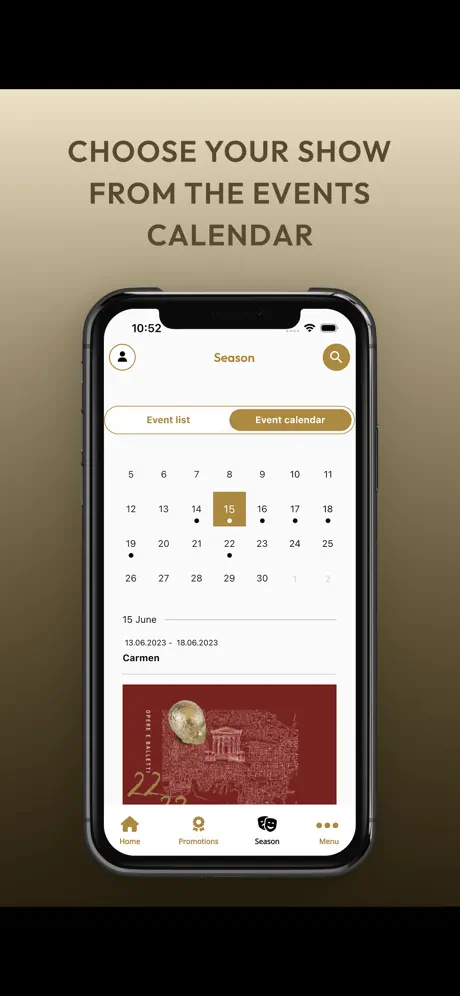 CHOOSE YOUR SHOW
FROM THE EVENTS
CALENDAR
10:52
Season
Event list
Event calendar
5 6 7 8 9 10 11
12 13 14 15 16 17 18
19 20 21 22 23 24 25
26 27 28 29 30 1 2
15 June
13.06.2023 - 18.06.2023
Carmen
OPERE E BALLETTI
22
23
Home Promotions Season Menu